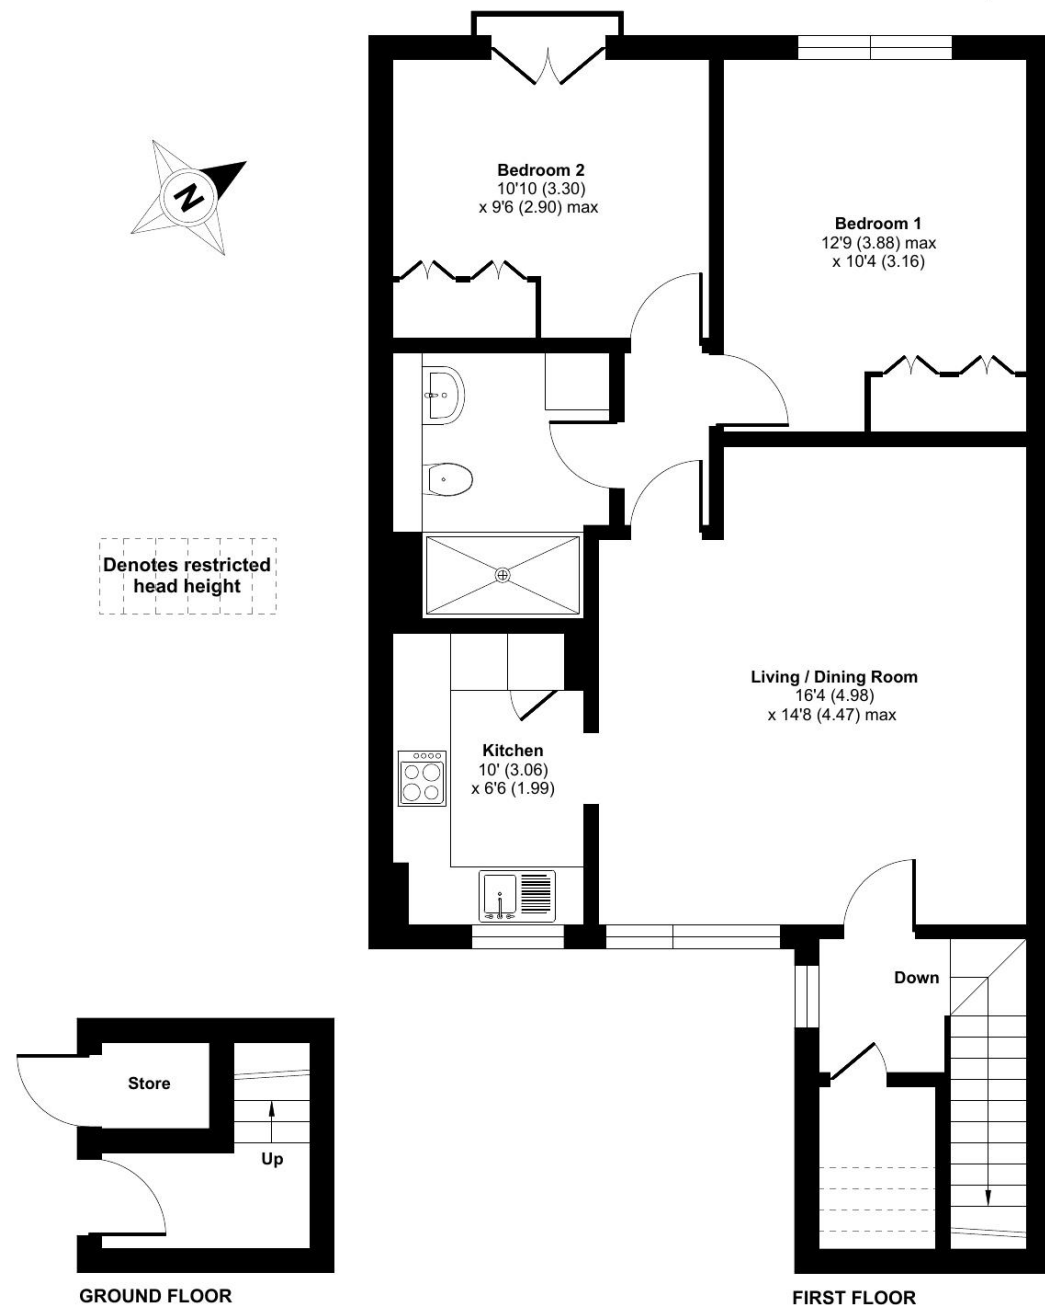 Bedroom 2
10'10 (3.30)
x 9'6 (2.90) max
Bedroom 1
12'9 (3.88) max
x 10'4 (3.16)
N
Denotes restricted
head height
Living / Dining Room
16'4 (4.98)
x 14'8 (4.47) max
Kitchen
10' (3.06)
x 6'6 (1.99)
Down
Store
Up
GROUND FLOOR
FIRST FLOOR